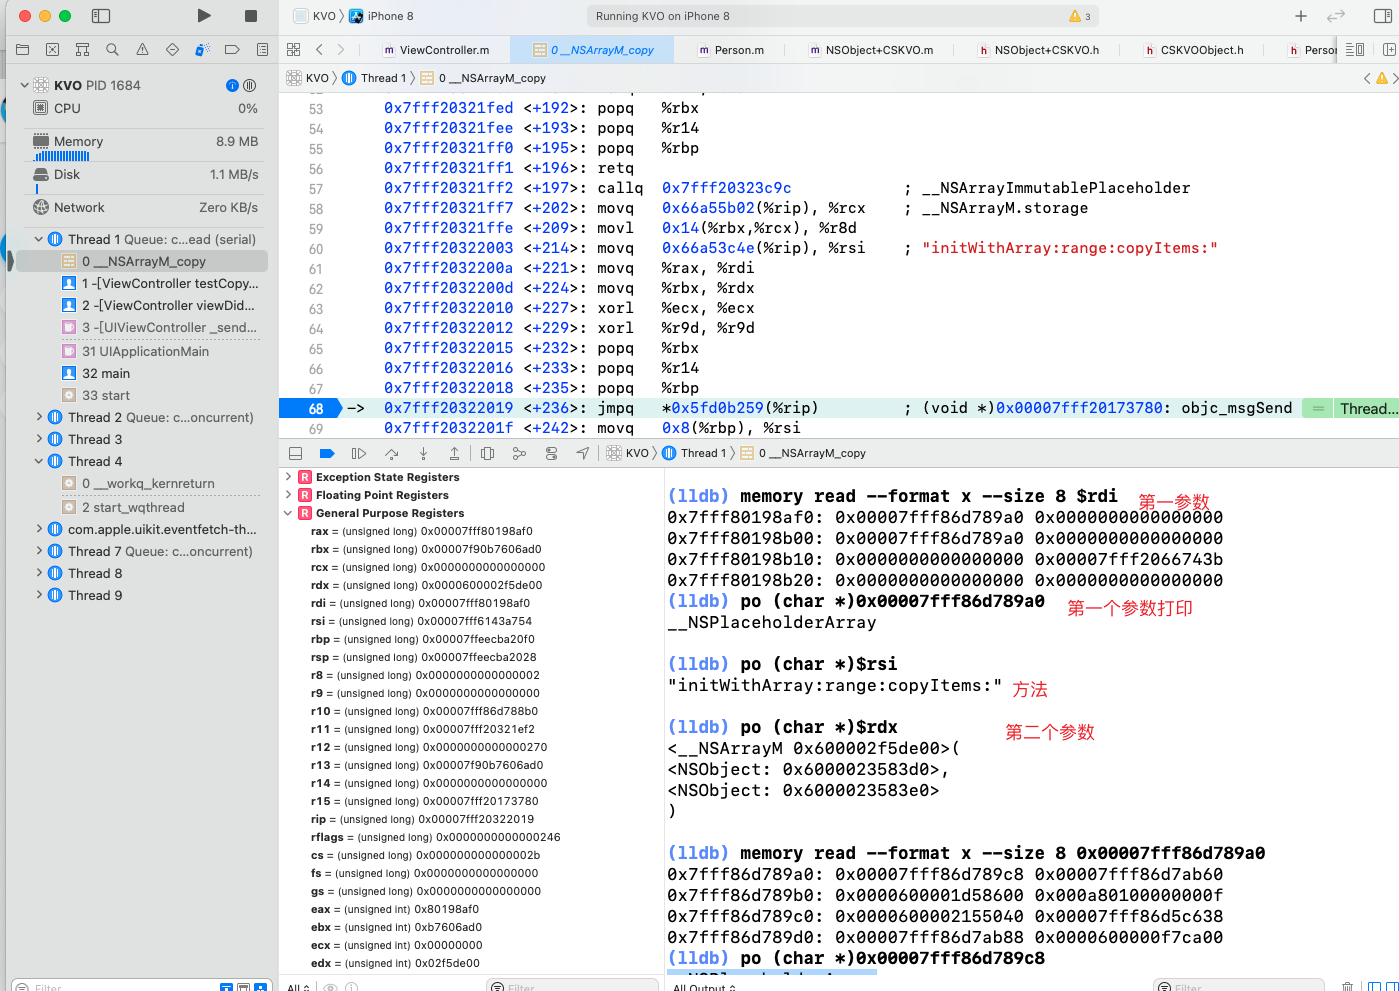 KVO 〉 iPhone 8
Running KVO on iPhone 8
3
ViewController.m
0 __NSArrayM_copy
Person.m
NSObject+CSKVO.m
NSObject+CSKVO.h
CSKVOObject.h
KVO 〉 Thread 1 〉 0 __NSArrayM_copy
KVO PID 1684
CPU 0%
Memory 8.9 MB
Disk 1.1 MB/s
Network Zero KB/s
Thread 1 Queue: c...ead (serial)
0 __NSArrayM_copy
1 -[ViewController testCopy...
2 -[ViewController viewDid...
3 -[UIViewController _send...
31 UIApplicationMain
32 main
33 start
Thread 2 Queue: c...oncurrent)
Thread 3
Thread 4
0 __workq_kernreturn
2 start_wqthread
com.apple.uikit.eventfetch-th...
Thread 7 Queue: c...oncurrent)
Thread 8
Thread 9
Filter
53 0x7fff20321fed <+192>: popq %rbx
54 0x7fff20321fee <+193>: popq %r14
55 0x7fff20321ff0 <+195>: popq %rbp
56 0x7fff20321ff1 <+196>: retq
57 0x7fff20321ff2 <+197>: callq 0x7fff20323c9c ; __NSArrayImmutablePlaceholder
58 0x7fff20321ff7 <+202>: movq 0x66a55b02(%rip), %rcx ; __NSArrayM.storage
59 0x7fff20321ffe <+209>: movl 0x14(%rbx,%rcx), %r8d
60 0x7fff20322003 <+214>: movq 0x66a53c4e(%rip), %rsi ; "initWithArray:range:copyItems:"
61 0x7fff2032200a <+221>: movq %rax, %rdi
62 0x7fff2032200d <+224>: movq %rbx, %rdx
63 0x7fff20322010 <+227>: xorl %ecx, %ecx
64 0x7fff20322012 <+229>: xorl %r9d, %r9d
65 0x7fff20322015 <+232>: popq %rbx
66 0x7fff20322016 <+233>: popq %r14
67 0x7fff20322018 <+235>: popq %rbp
68 -> 0x7fff20322019 <+236>: jmpq *0x5fd0b259(%rip) ; (void *)0x00007fff20173780: objc_msgSend = Thread...
69 0x7fff2032201f <+242>: movq 0x8(%rbp), %rsi
KVO 〉 Thread 1 〉 0 __NSArrayM_copy
R Exception State Registers
R Floating Point Registers
R General Purpose Registers
rax = (unsigned long) 0x00007fff80198af0
rbx = (unsigned long) 0x00007f90b7606ad0
rcx = (unsigned long) 0x0000000000000000
rdx = (unsigned long) 0x0000600002f5de00
rdi = (unsigned long) 0x00007fff80198af0
rsi = (unsigned long) 0x00007fff6143a754
rbp = (unsigned long) 0x00007ffeecba20f0
rsp = (unsigned long) 0x00007ffeecba2028
r8 = (unsigned long) 0x0000000000000002
r9 = (unsigned long) 0x0000000000000000
r10 = (unsigned long) 0x00007fff86d788b0
r11 = (unsigned long) 0x00007fff20321ef2
r12 = (unsigned long) 0x0000000000000270
r13 = (unsigned long) 0x00007f90b7606ad0
r14 = (unsigned long) 0x0000000000000000
r15 = (unsigned long) 0x00007fff20173780
rip = (unsigned long) 0x00007fff20322019
rflags = (unsigned long) 0x0000000000000246
cs = (unsigned long) 0x000000000000002b
fs = (unsigned long) 0x0000000000000000
gs = (unsigned long) 0x0000000000000000
eax = (unsigned int) 0x80198af0
ebx = (unsigned int) 0xb7606ad0
ecx = (unsigned int) 0x00000000
edx = (unsigned int) 0x02f5de00
Filter
(lldb) memory read --format x --size 8 $rdi 第一参数
0x7fff80198af0: 0x00007fff86d789a0 0x0000000000000000
0x7fff80198b00: 0x00007fff86d789a0 0x0000000000000000
0x7fff80198b10: 0x0000000000000000 0x00007fff2066743b
0x7fff80198b20: 0x0000000000000000 0x0000000000000000
(lldb) po (char *)0x00007fff86d789a0 第一个参数打印
__NSPlaceholderArray
(lldb) po (char *)$rsi
"initWithArray:range:copyItems:" 方法
(lldb) po (char *)$rdx 第二个参数
<__NSArrayM 0x600002f5de00>(
<NSObject: 0x6000023583d0>,
<NSObject: 0x6000023583e0>
)
(lldb) memory read --format x --size 8 0x00007fff86d789a0
0x7fff86d789a0: 0x00007fff86d789c8 0x00007fff86d7ab60
0x7fff86d789b0: 0x0000600001d58600 0x000a80100000000f
0x7fff86d789c0: 0x0000600002155040 0x00007fff86d5c638
0x7fff86d789d0: 0x00007fff86d7ab88 0x0000600000f7ca00
(lldb) po (char *)0x00007fff86d789c8
All Output
Filter